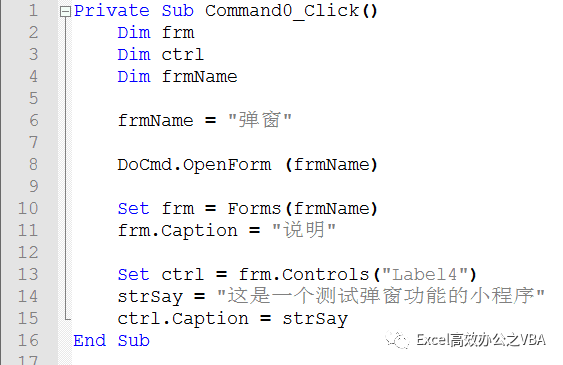 1 Private Sub Command0_Click()
2 Dim frm
3 Dim ctrl
4 Dim frmName
5
6 frmName = "弹窗"
7
8 DoCmd.OpenForm (frmName)
9
10 Set frm = Forms(frmName)
11 frm.Caption = "说明"
12
13 Set ctrl = frm.Controls("Label4")
14 strSay = "这是一个测试弹窗功能的小程序"
15 ctrl.Caption = strSay
16 End Sub
17
Excel高效办公之VBA